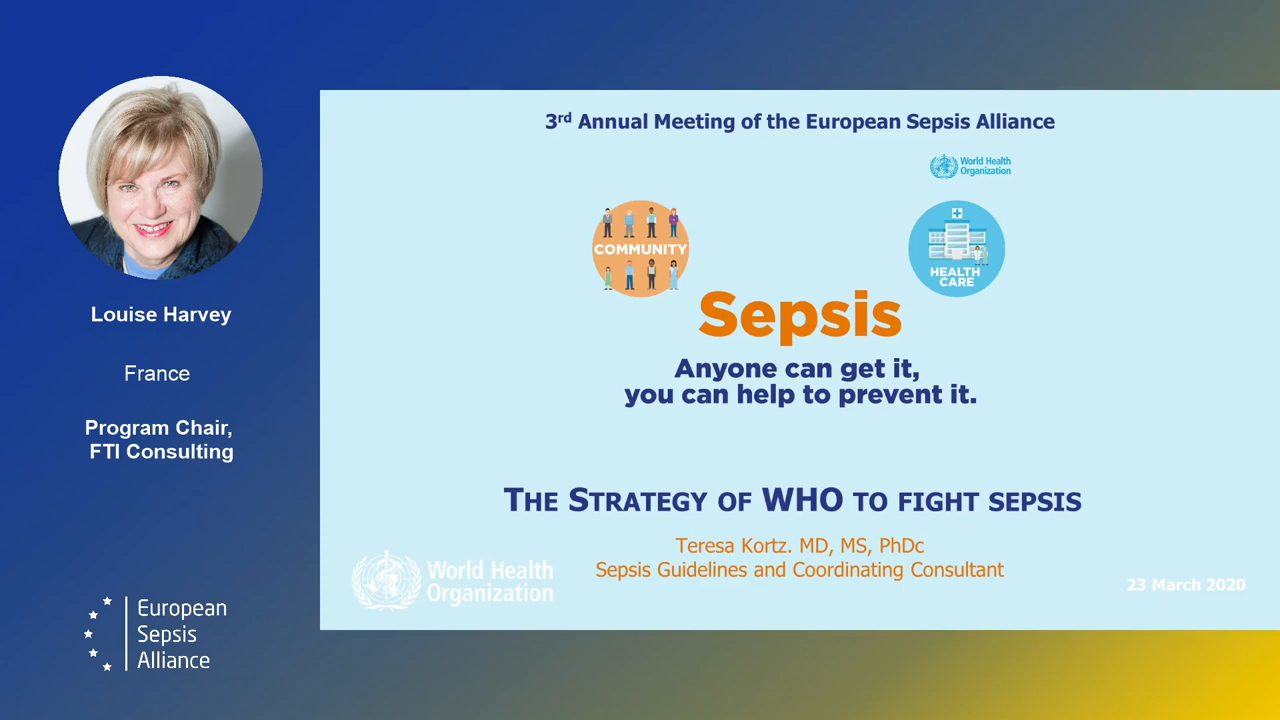 Louise Harvey
France
Program Chair,
FTI Consulting
European
Sepsis
Alliance
3rd Annual Meeting of the European Sepsis Alliance
World Health
Organization
COMMUNITY
HEALTH
CARE
Sepsis
Anyone can get it,
you can help to prevent it.
THE STRATEGY OF WHO TO FIGHT SEPSIS
Teresa Kortz. MD, MS, PhDc
Sepsis Guidelines and Coordinating Consultant
World Health
Organization
23 March 2020